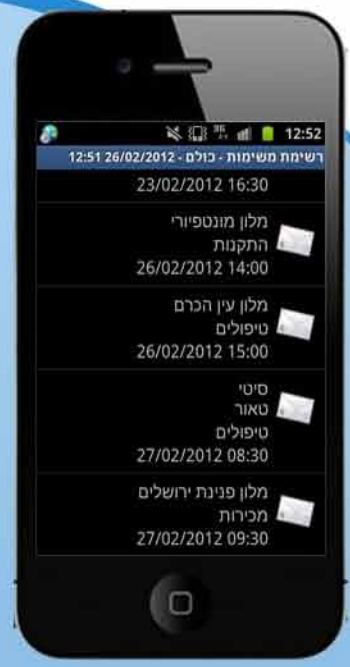 12:52
רשימת משימות - כולם - 26/02/2012 12:51
23/02/2012 16:30
מלון מונטפיורי
התקנות
26/02/2012 14:00
מלון עין הכרם
טיפולים
26/02/2012 15:00
סיטי
טאור
טיפולים
27/02/2012 08:30
מלון פנינת ירושלים
מכירות
27/02/2012 09:30